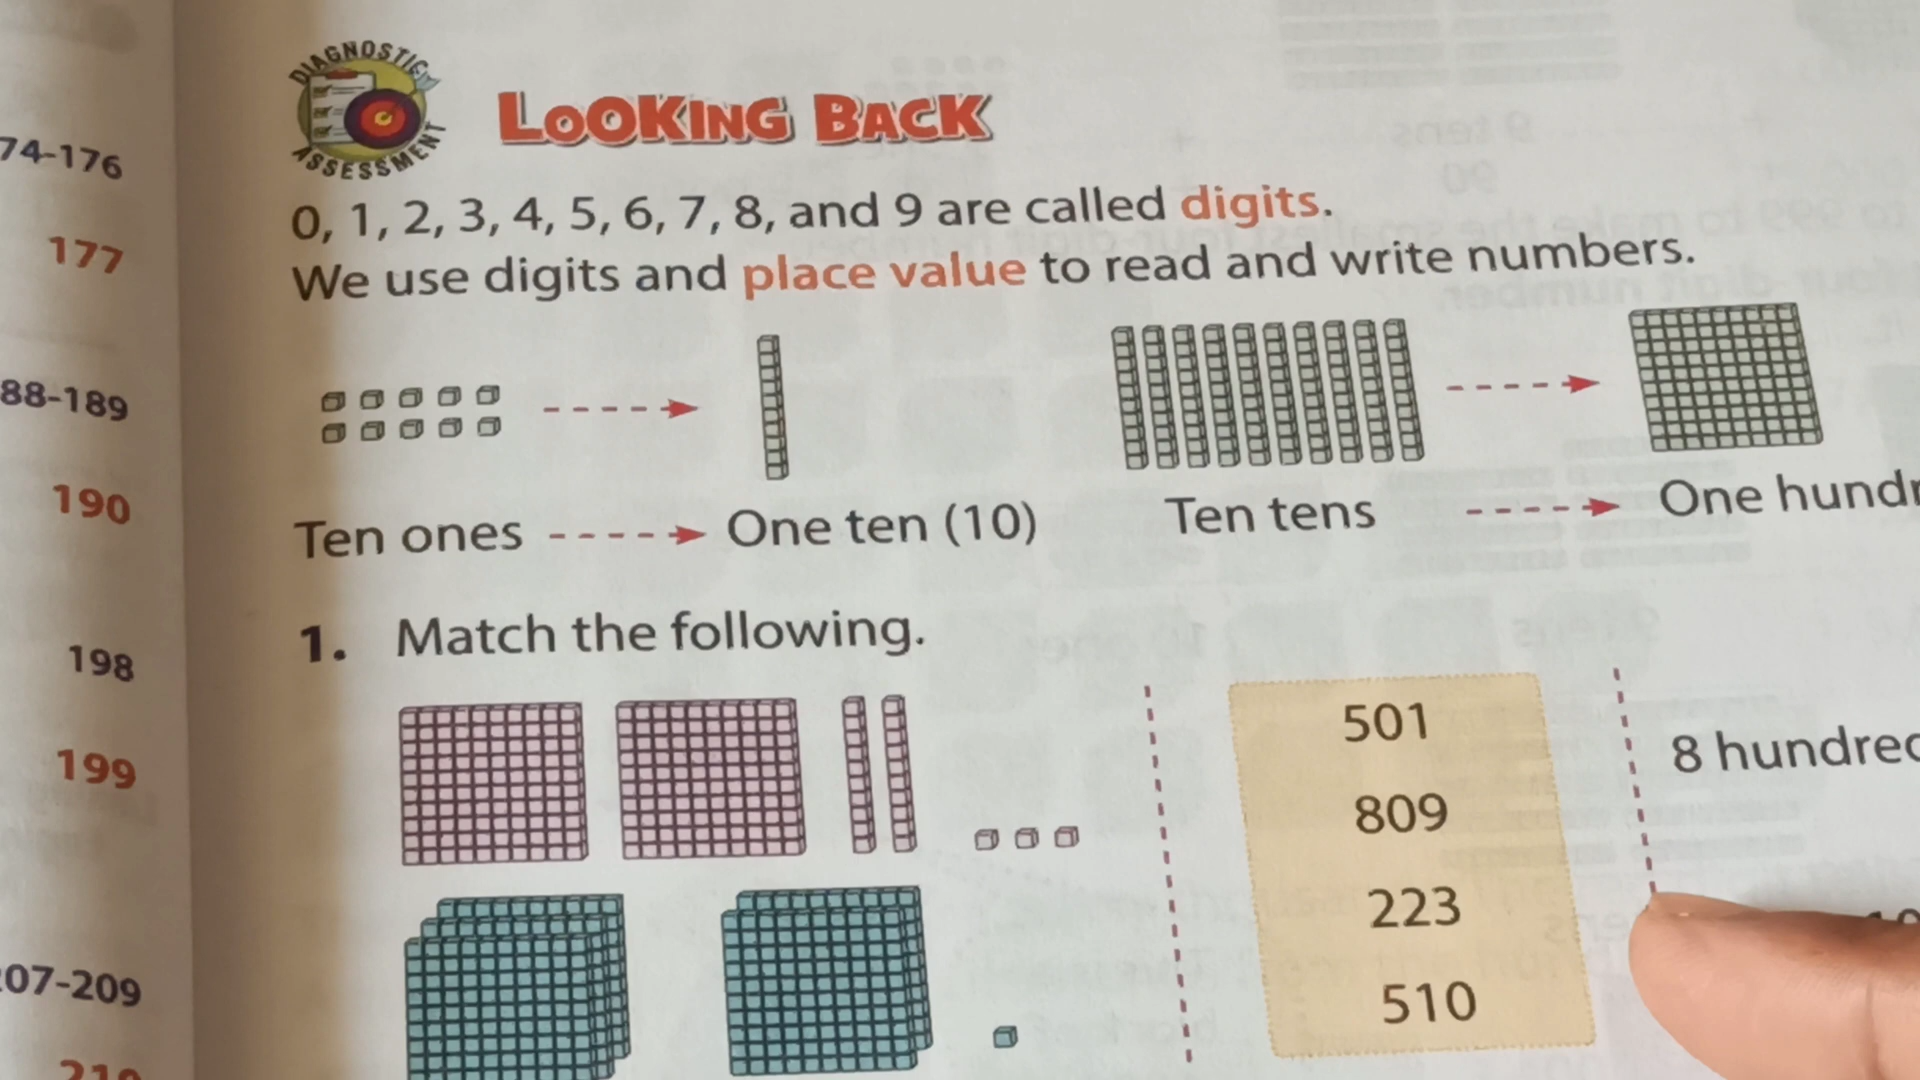 DIAGNOSTIC ASSESSMENT
LOOKING BACK
0, 1, 2, 3, 4, 5, 6, 7, 8, and 9 are called digits.
We use digits and place value to read and write numbers.
Ten ones One ten (10) Ten tens One
1. Match the following.
501
8
809
223
510
74-176
177
88-189
190
198
199
07-209